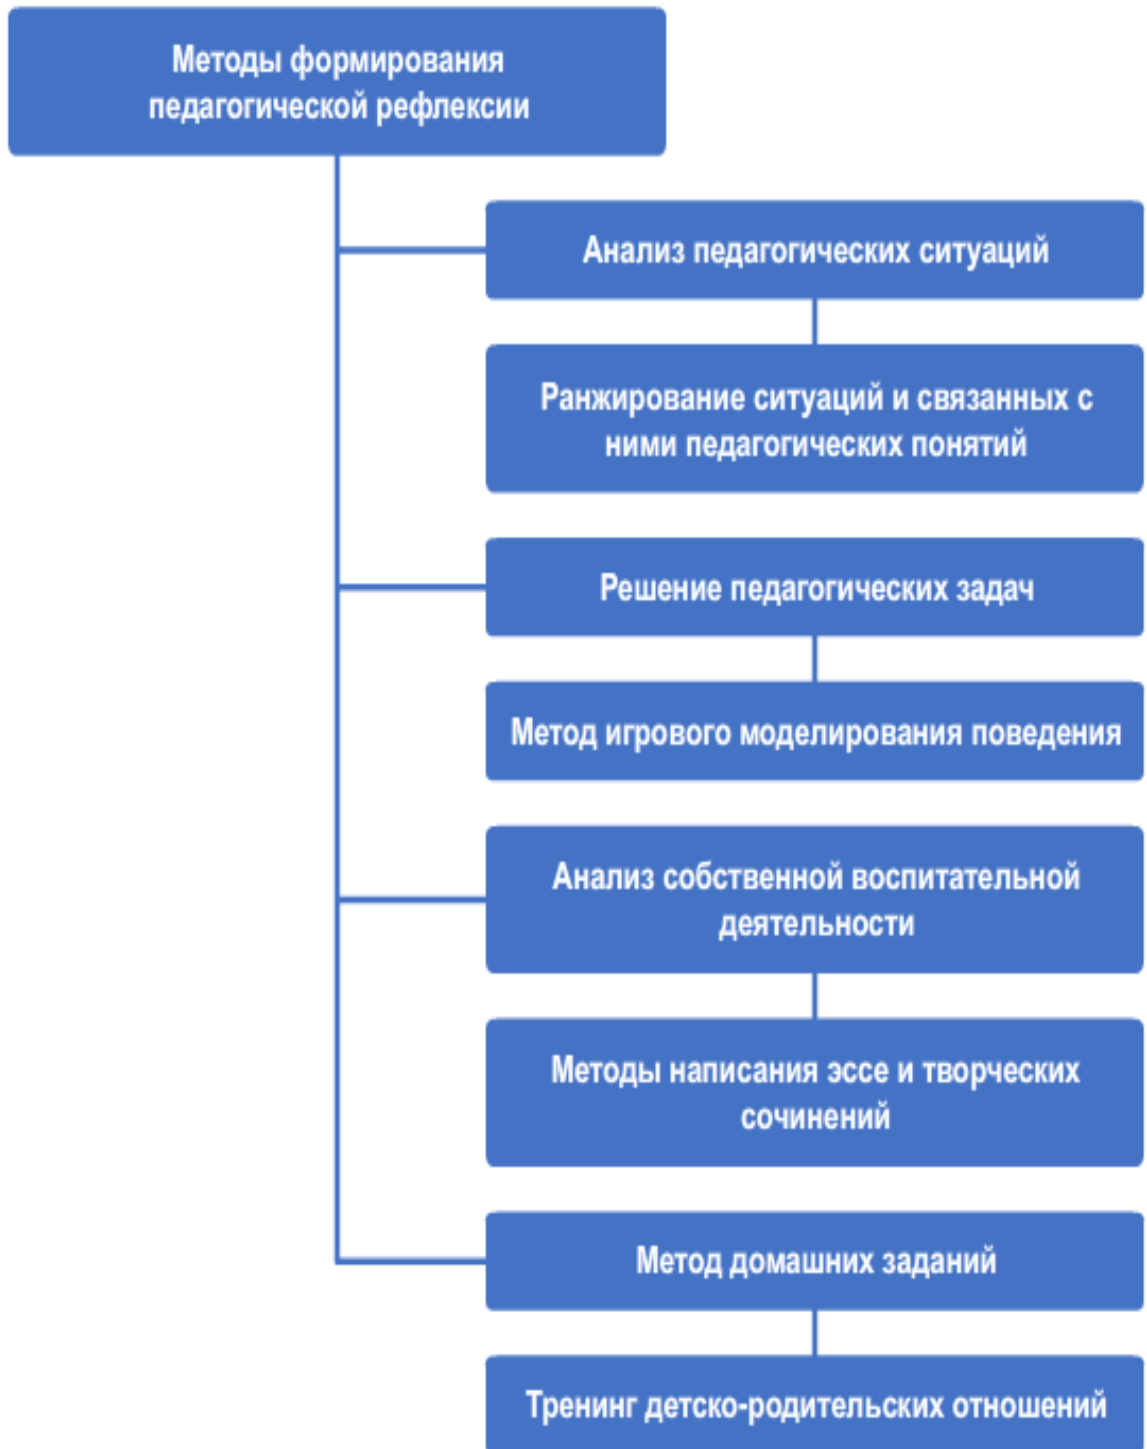 Методы формирования
педагогической рефлексии
Анализ педагогических ситуаций
Ранжирование ситуаций и связанных с
ними педагогических понятий
Решение педагогических задач
Метод игрового моделирования поведения
Анализ собственной воспитательной
деятельности
Методы написания эссе и творческих
сочинений
Метод домашних заданий
Тренинг детско-родительских отношений